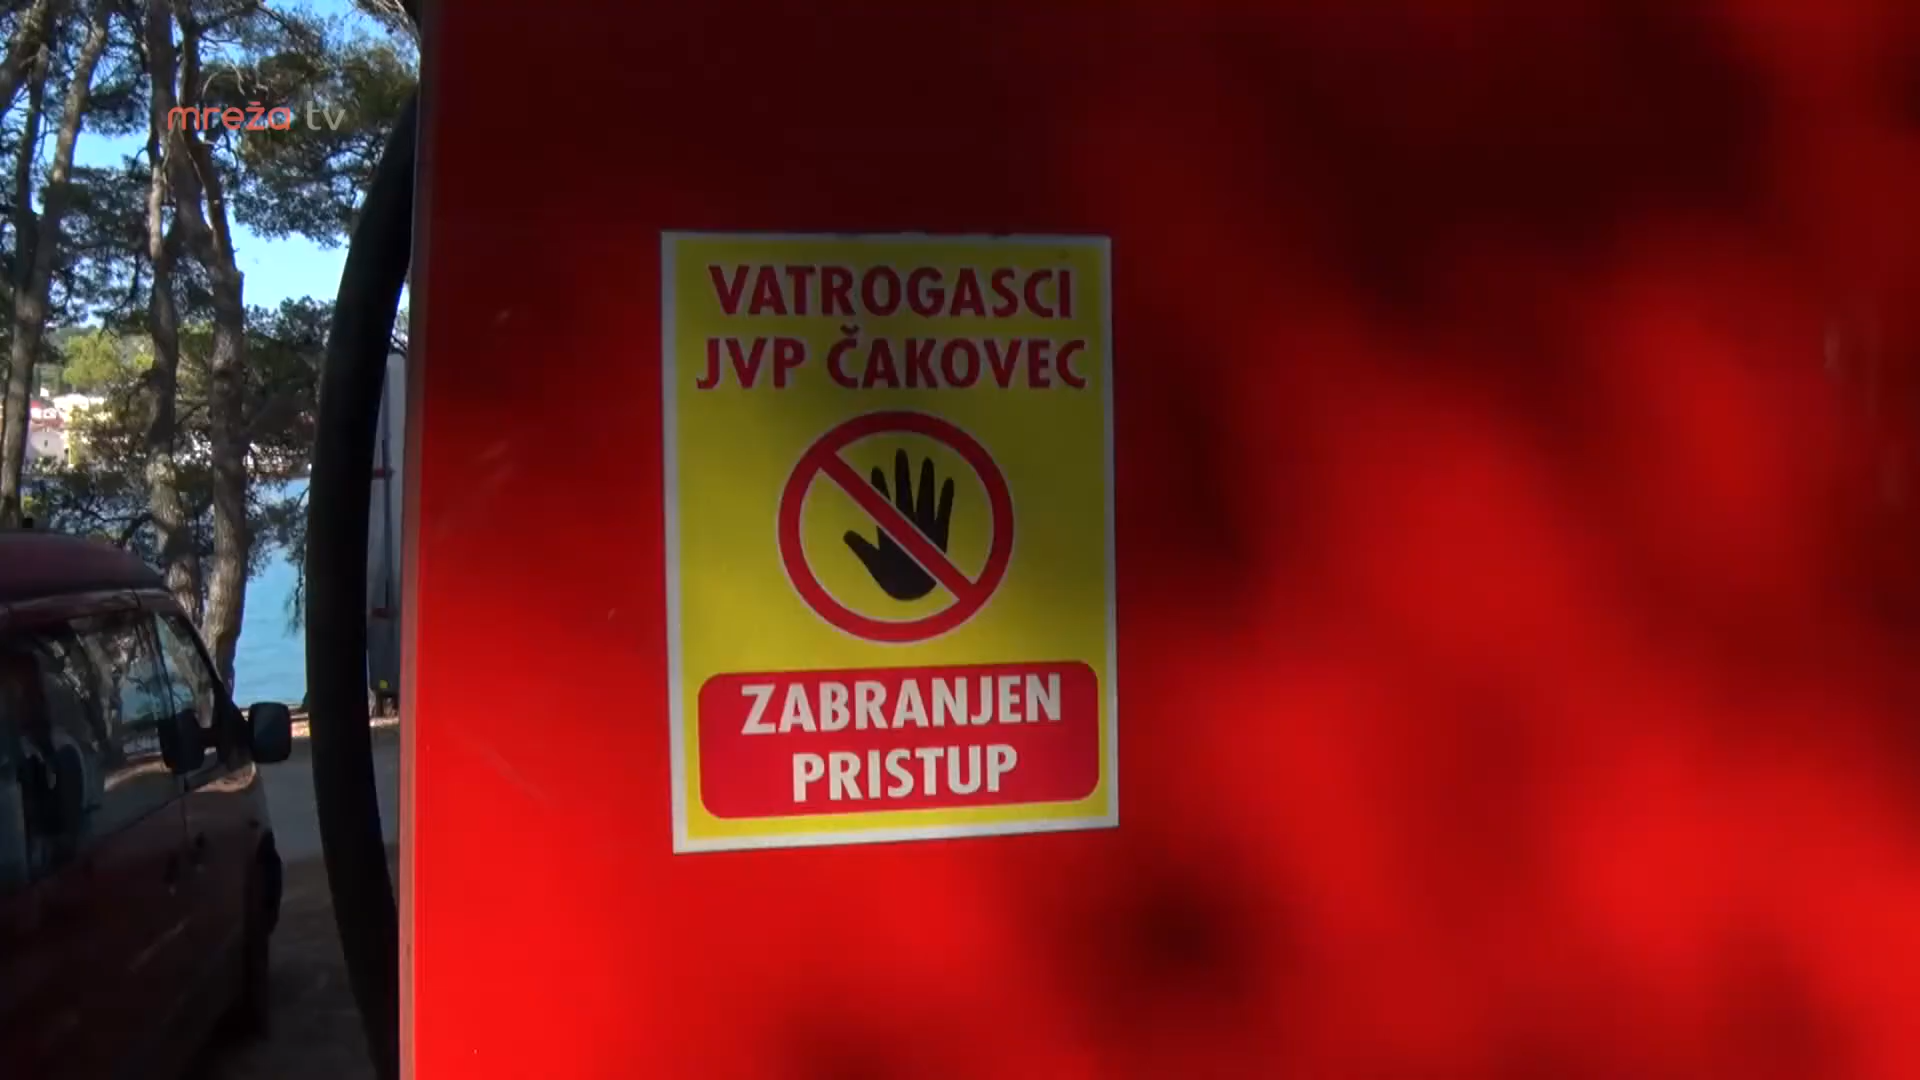 mreža tv
VATROGASCI
JVP ČAKOVEC
ZABRANJEN
PRISTUP